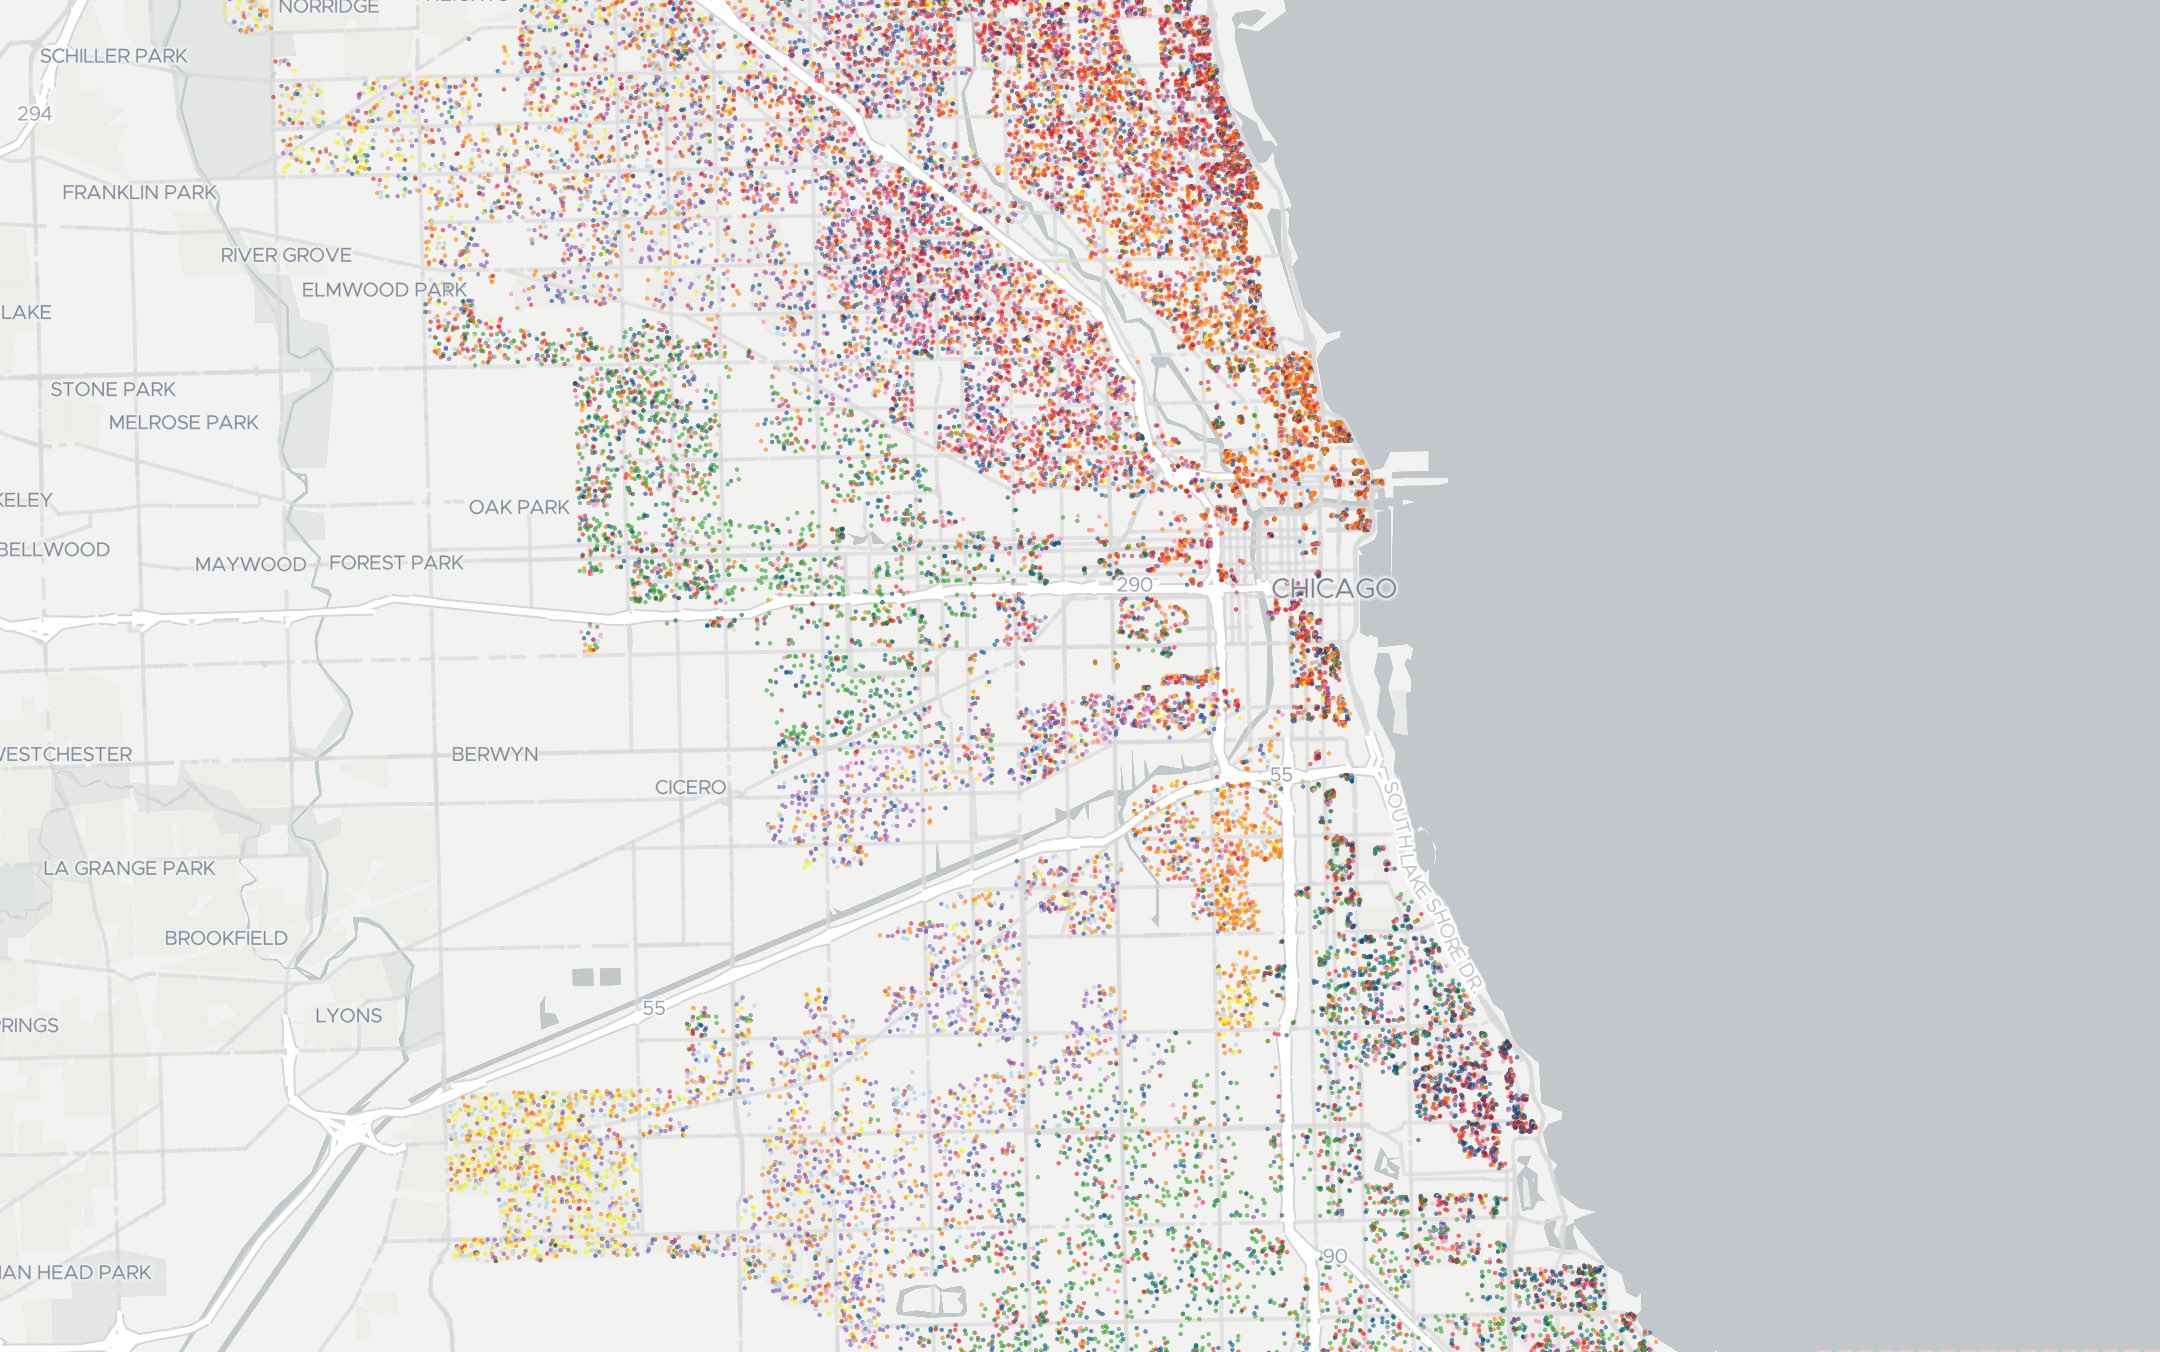 NORRIDGE
SCHILLER PARK
294
FRANKLIN PARK
RIVER GROVE
ELMWOOD PARK
LAKE
STONE PARK
MELROSE PARK
KELEY
OAK PARK
BELLWOOD
MAYWOOD
FOREST PARK
290
CHICAGO
WESTCHESTER
BERWYN
55
CICERO
SOUTH LAKE SHORE DR.
LA GRANGE PARK
BROOKFIELD
55
LYONS
RINGS
90
IAN HEAD PARK